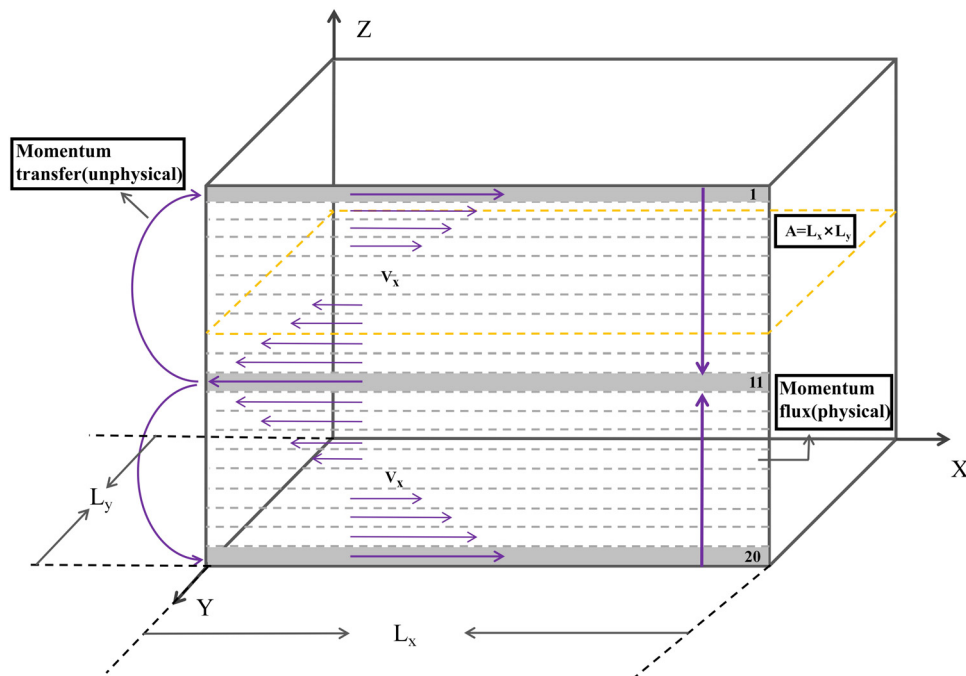 Z
Momentum
transfer(unphysical)
1
A=Lx×Ly
Vx
11
Momentum
flux(physical)
X
Ly
Vx
20
Y
Lx